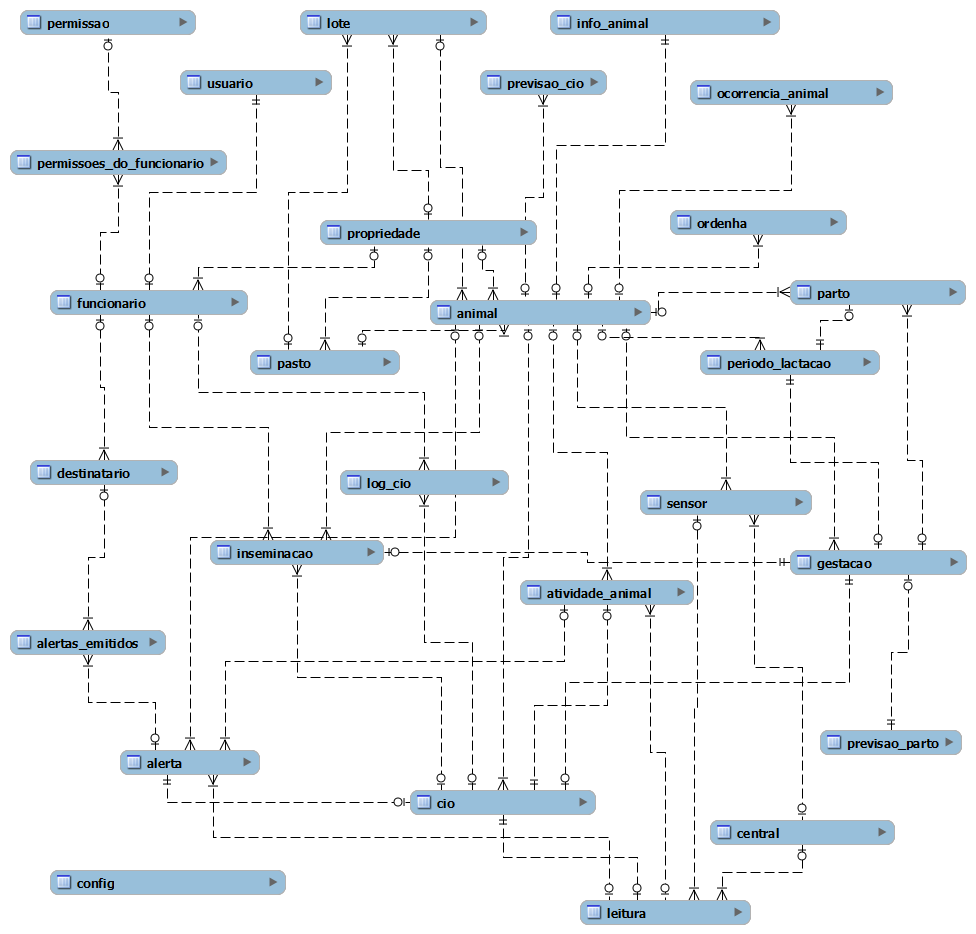 permissao
lote
info_animal
usuario
previsao_cio
ocorrencia_animal
permissoes_do_funcionario
ordenha
propriedade
parto
funcionario
animal
pasto
periodo_lactacao
destinatario
log_cio
sensor
inseminacao
gestacao
atividade_animal
alertas_emitidos
previsao_parto
alerta
cio
central
config
leitura